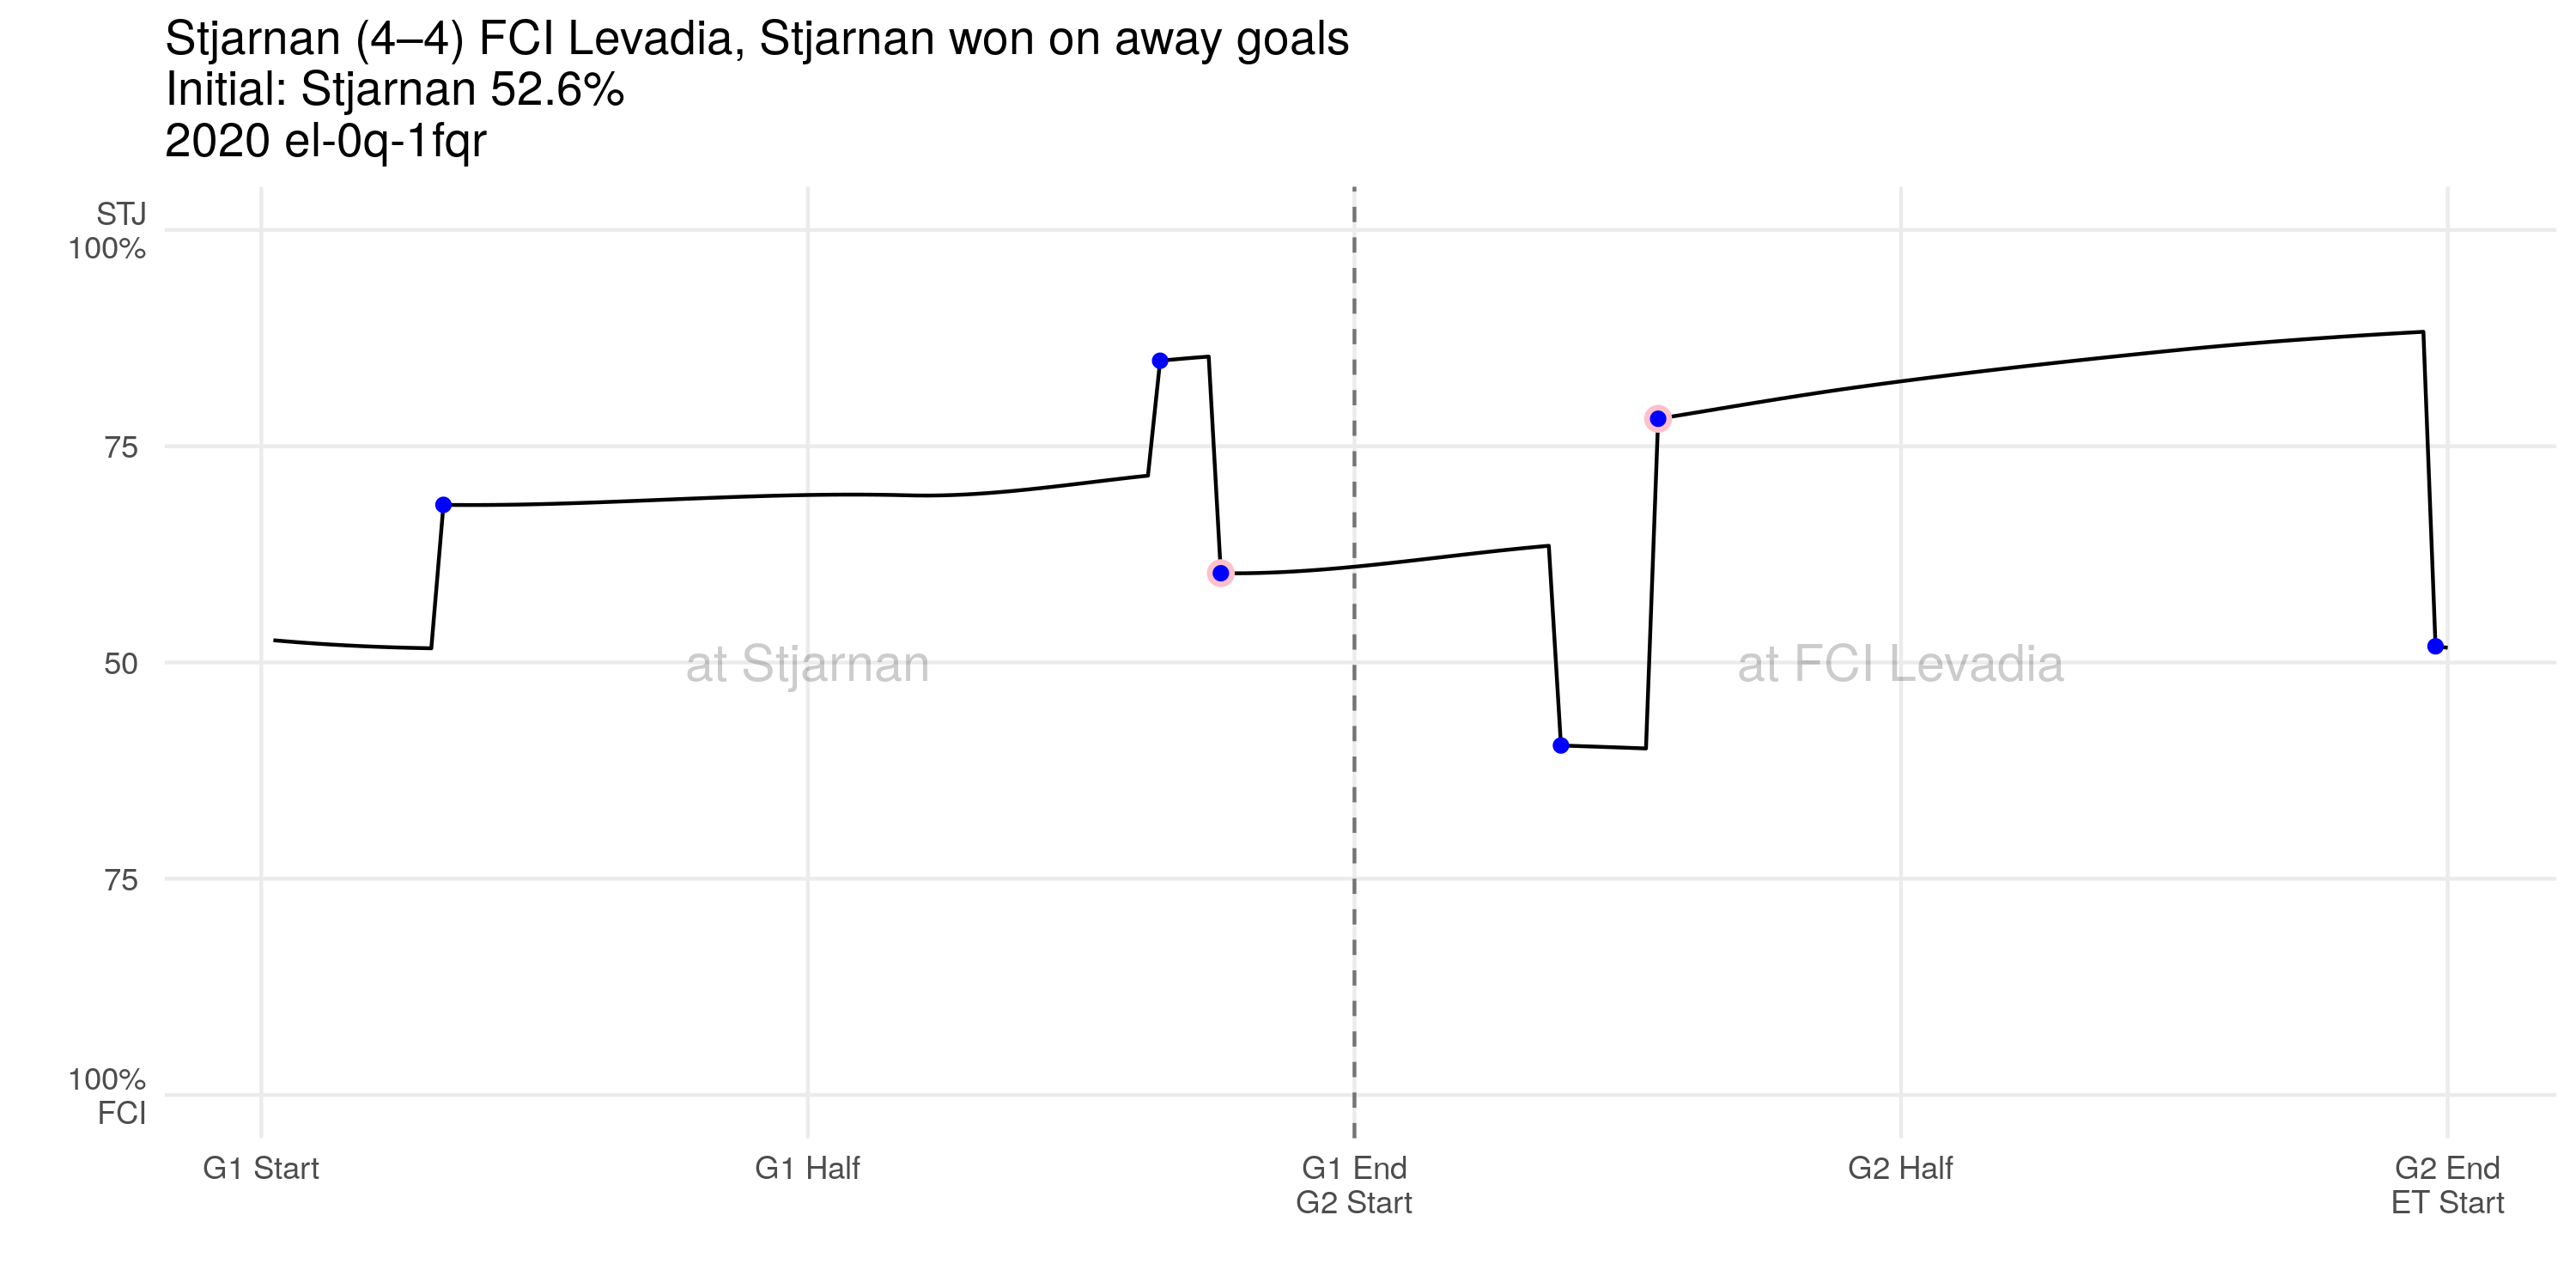 Stjarnan (4–4) FCI Levadia, Stjarnan won on away goals
Initial: Stjarnan 52.6%
2020 el-0q-1fqr
STJ
100%
75
50
75
100%
FCI
at Stjarnan
at FCI Levadia
G1 Start
G1 Half
G1 End
G2 Start
G2 Half
G2 End
ET Start